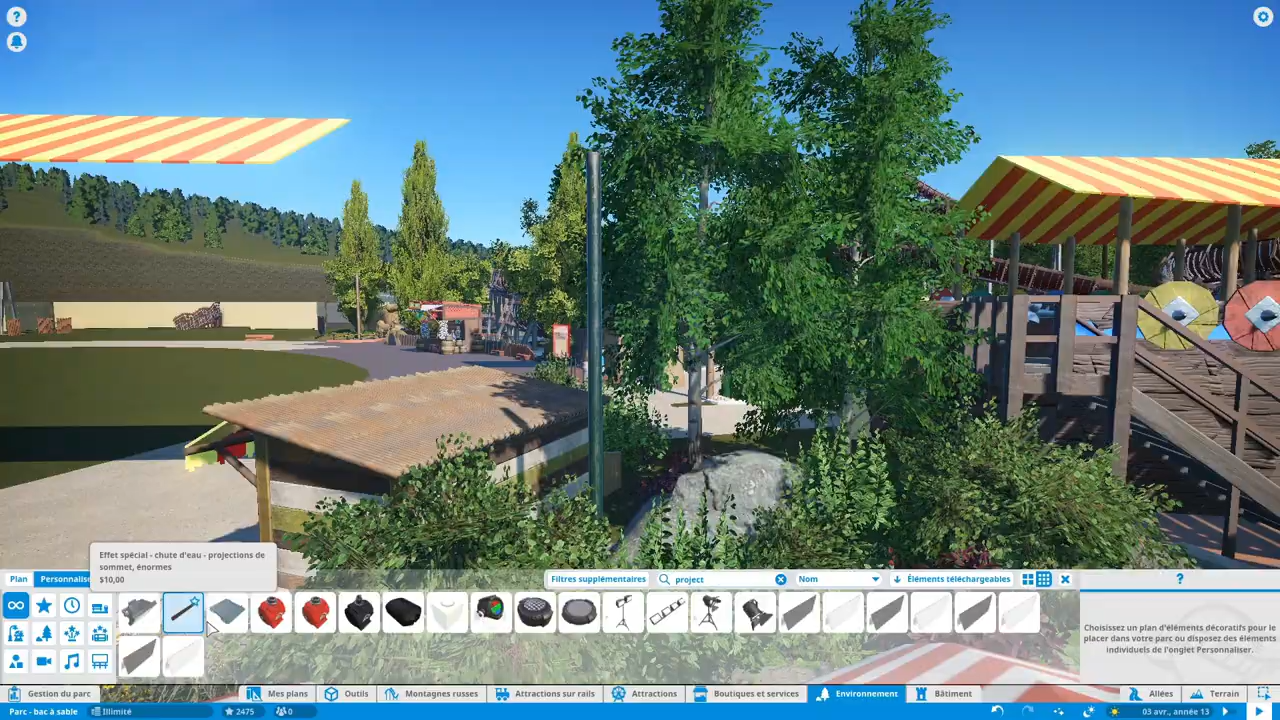 ?
Effet spécial - chute d'eau - projections de
sommet, énormes
$10,00
Plan
Personnalise
Filtres supplémentaires
project
Nom
Éléments téléchargeables
?
Choisissez un plan d'éléments décoratifs pour le
placer dans votre parc ou disposez des éléments
individuels de l'onglet Personnaliser.
Gestion du parc
Mes plans
Outils
Montagnes russes
Attractions sur rails
Attractions
Boutiques et services
Environnement
Bâtiment
Allées
Terrain
Parc - bac à sable
Illimité
2475
0
03 avr., année 13